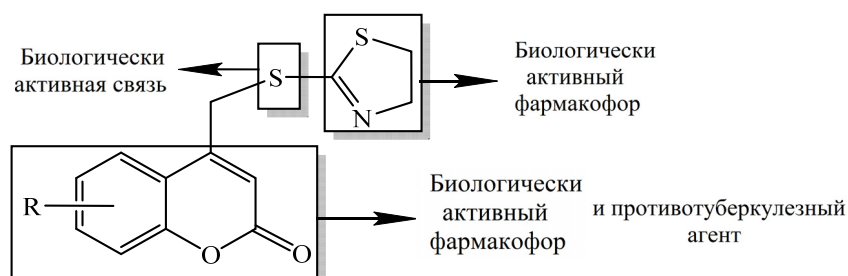 Биологически
активная связь
S
S
N
Биологически
активный
фармакофор
R
O
O
Биологически
активный
фармакофор
и противотуберкулезный
агент